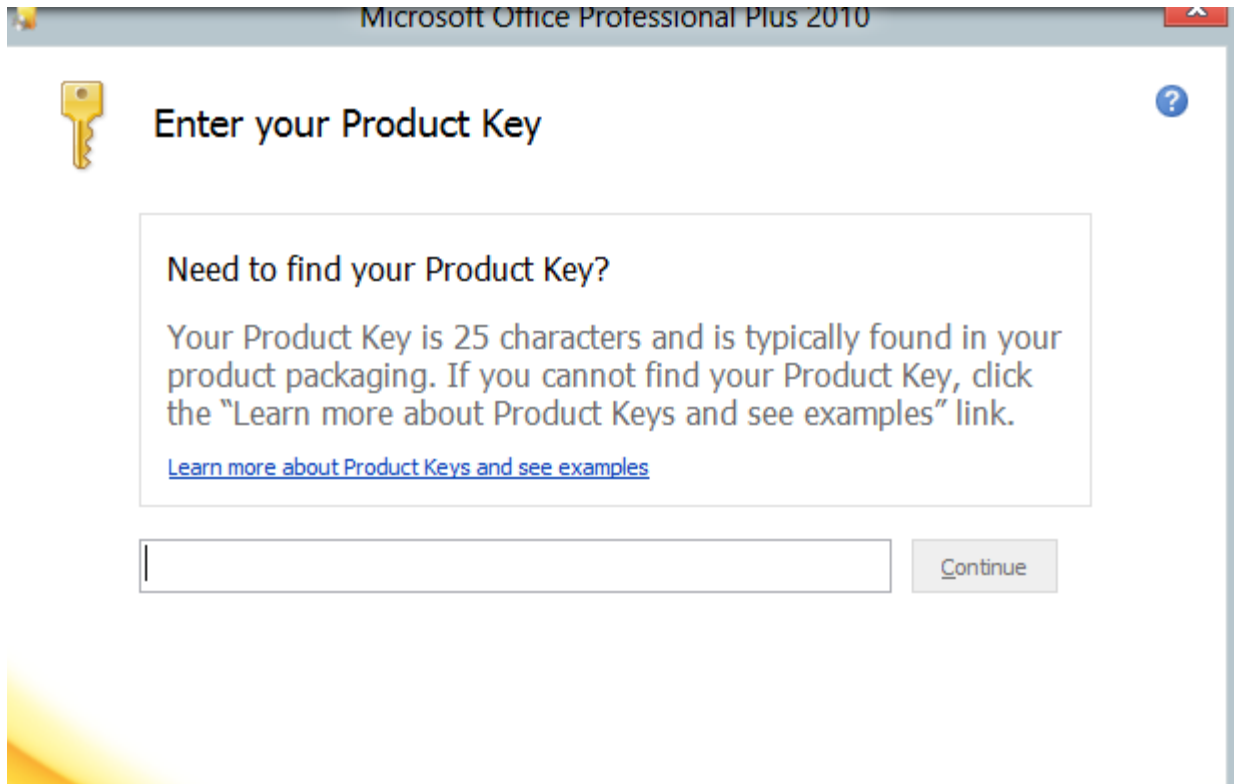 Microsoft Office Professional Plus 2010
Enter your Product Key
Need to find your Product Key?
Your Product Key is 25 characters and is typically found in your
product packaging. If you cannot find your Product Key, click
the “Learn more about Product Keys and see examples” link.
Learn more about Product Keys and see examples
Continue